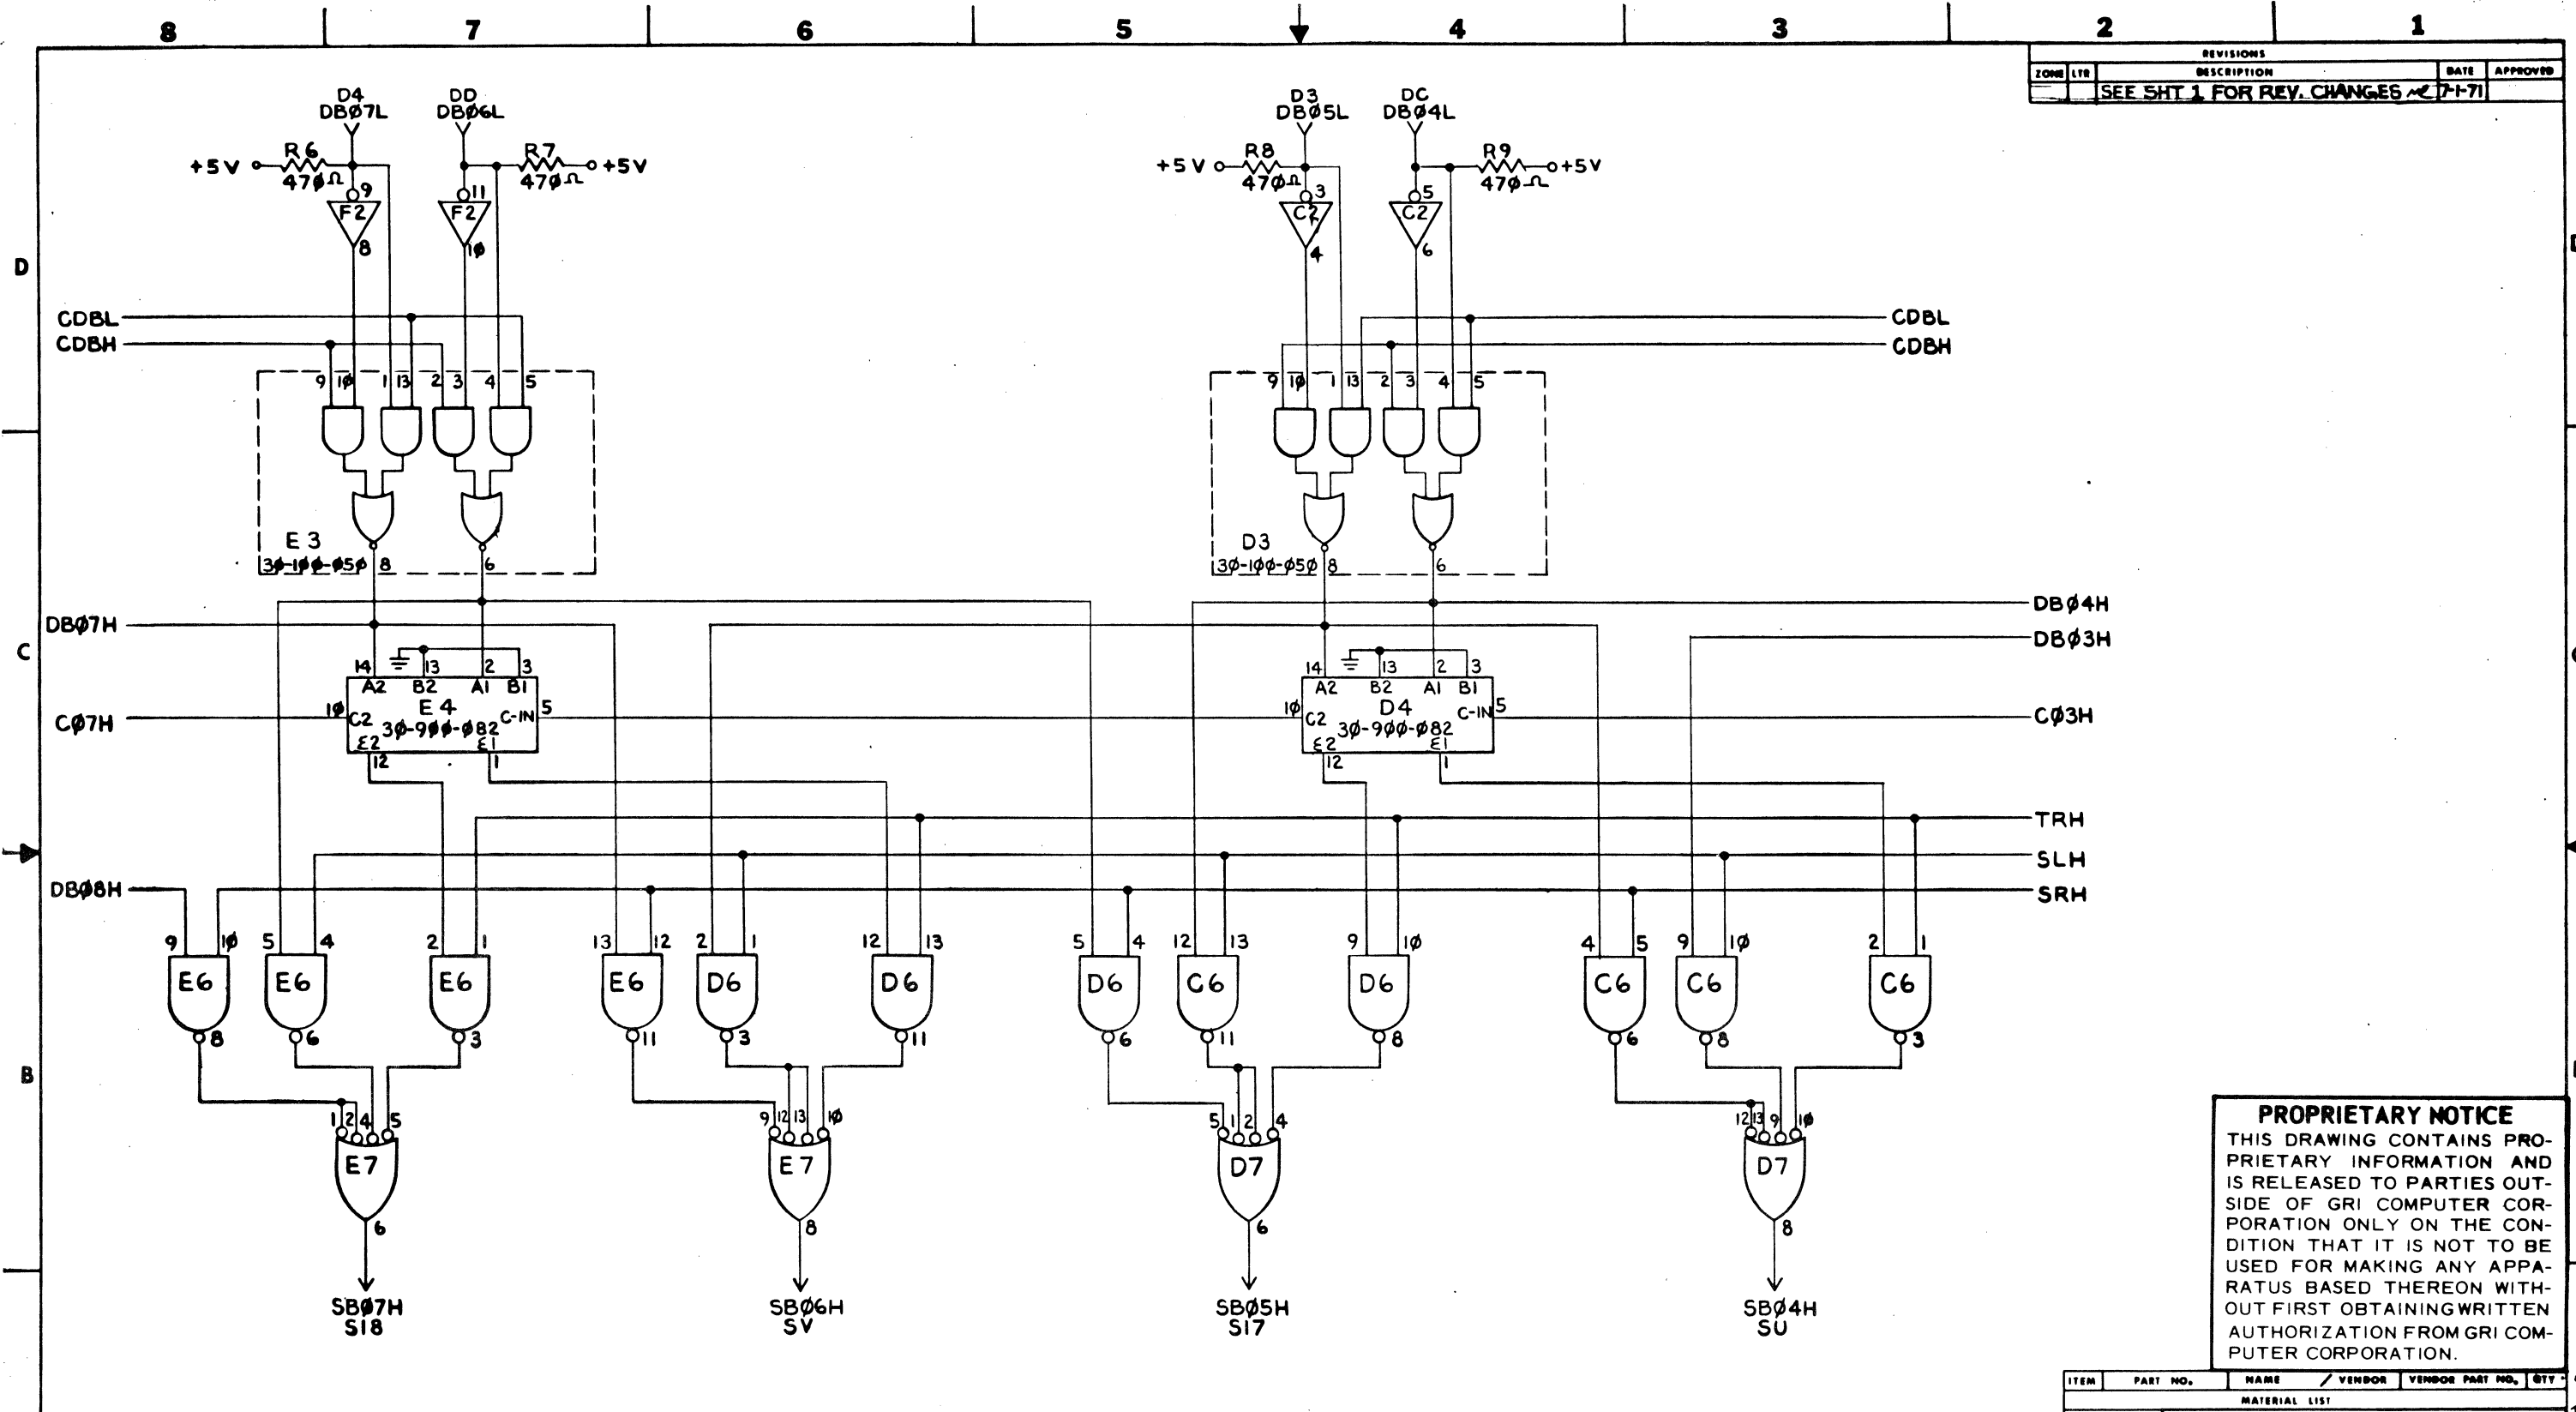 8 7 6 5 4 3 2 1
REVISIONS
ZONE LTR DESCRIPTION DATE APPROVED
SEE SHT 1 FOR REV. CHANGES 7-1-71
D4 DD D3 DC
DBØ7L DBØ6L DBØ5L DBØ4L
+5V R6 R7 +5V +5V R8 R9 +5V
47ØΩ 47ØΩ 47ØΩ 47ØΩ
9 11 3 5
F2 F2 C2 C2
8 1Ø 4 6
D
CDBL CDBL
CDBH CDBH
9 1Ø 1 13 2 3 4 5 9 1Ø 1 13 2 3 4 5
E3 D3
3Ø-1ØØ-Ø5Ø 8 6 3Ø-1ØØ-Ø5Ø 8 6
DBØ4H
DBØ7H
DBØ3H
C
14 13 2 3 14 13 2 3
A2 B2 A1 B1 A2 B2 A1 B1
CØ7H 1Ø C2 E4 C-IN 5 1Ø C2 D4 C-IN 5 CØ3H
3Ø-9ØØ-Ø82 3Ø-9ØØ-Ø82
Σ2 Σ1 Σ2 Σ1
12 1 12 1
TRH
SLH
DBØ8H SRH
9 1Ø 5 4 2 1 13 12 2 1 12 13 5 4 12 13 9 1Ø 4 5 9 1Ø 2 1
E6 E6 E6 E6 D6 D6 D6 C6 D6 C6 C6 C6
8 6 3 11 3 11 6 11 8 6 8 3
B
1 2 4 5 9 12 13 1Ø 5 1 2 4 12 13 9 1Ø
E7 E7 D7 D7
6 8 6 8
SBØ7H SBØ6H SBØ5H SBØ4H
S18 SV S17 SU
PROPRIETARY NOTICE
THIS DRAWING CONTAINS PRO-
PRIETARY INFORMATION AND
IS RELEASED TO PARTIES OUT-
SIDE OF GRI COMPUTER COR-
PORATION ONLY ON THE CON-
DITION THAT IT IS NOT TO BE
USED FOR MAKING ANY APPA-
RATUS BASED THEREON WITH-
OUT FIRST OBTAINING WRITTEN
AUTHORIZATION FROM GRI COM-
PUTER CORPORATION.
ITEM PART NO. NAME / VENDOR VENDOR PART NO. QTY
MATERIAL LIST